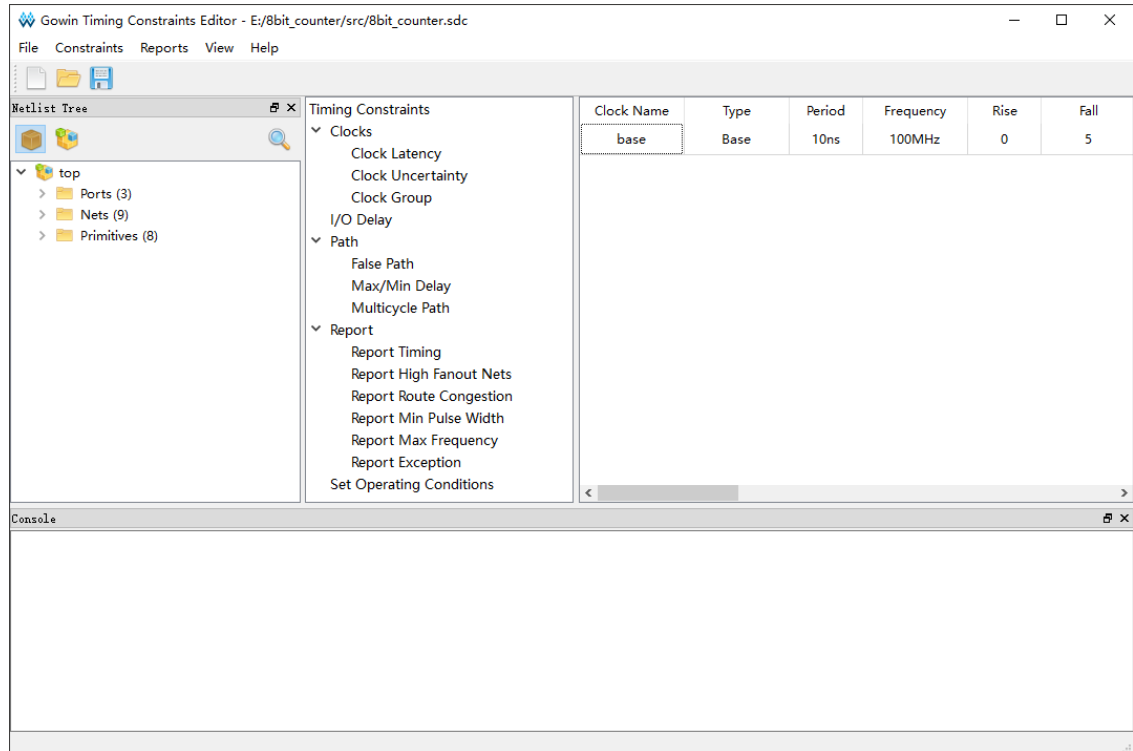 Gowin Timing Constraints Editor - E:/8bit_counter/src/8bit_counter.sdc
File Constraints Reports View Help
Netlist Tree
top
Ports (3)
Nets (9)
Primitives (8)
Timing Constraints
Clocks
Clock Latency
Clock Uncertainty
Clock Group
I/O Delay
Path
False Path
Max/Min Delay
Multicycle Path
Report
Report Timing
Report High Fanout Nets
Report Route Congestion
Report Min Pulse Width
Report Max Frequency
Report Exception
Set Operating Conditions
Clock Name Type Period Frequency Rise Fall
base Base 10ns 100MHz 0 5
Console